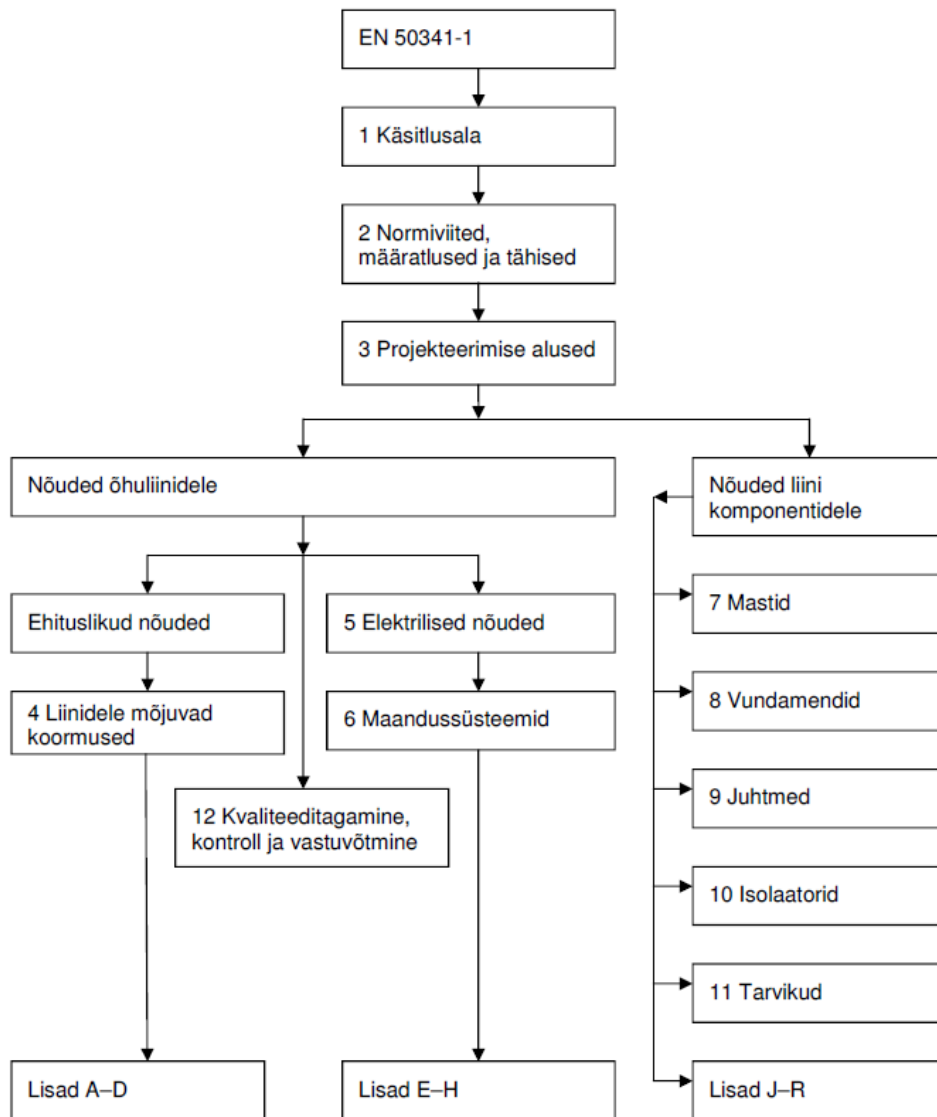 EN 50341-1
1 Käsitlusala
2 Normiviited,
määratlused ja tähised
3 Projekteerimise alused
Nõuded õhuliinidele
Nõuded liini
komponentidele
Ehituslikud nõuded
5 Elektrilised nõuded
7 Mastid
4 Liinidele mõjuvad
koormused
6 Maandussüsteemid
8 Vundamendid
12 Kvaliteeditagamine,
kontroll ja vastuvõtmine
9 Juhtmed
10 Isolaatorid
11 Tarvikud
Lisad A–D
Lisad E–H
Lisad J–R